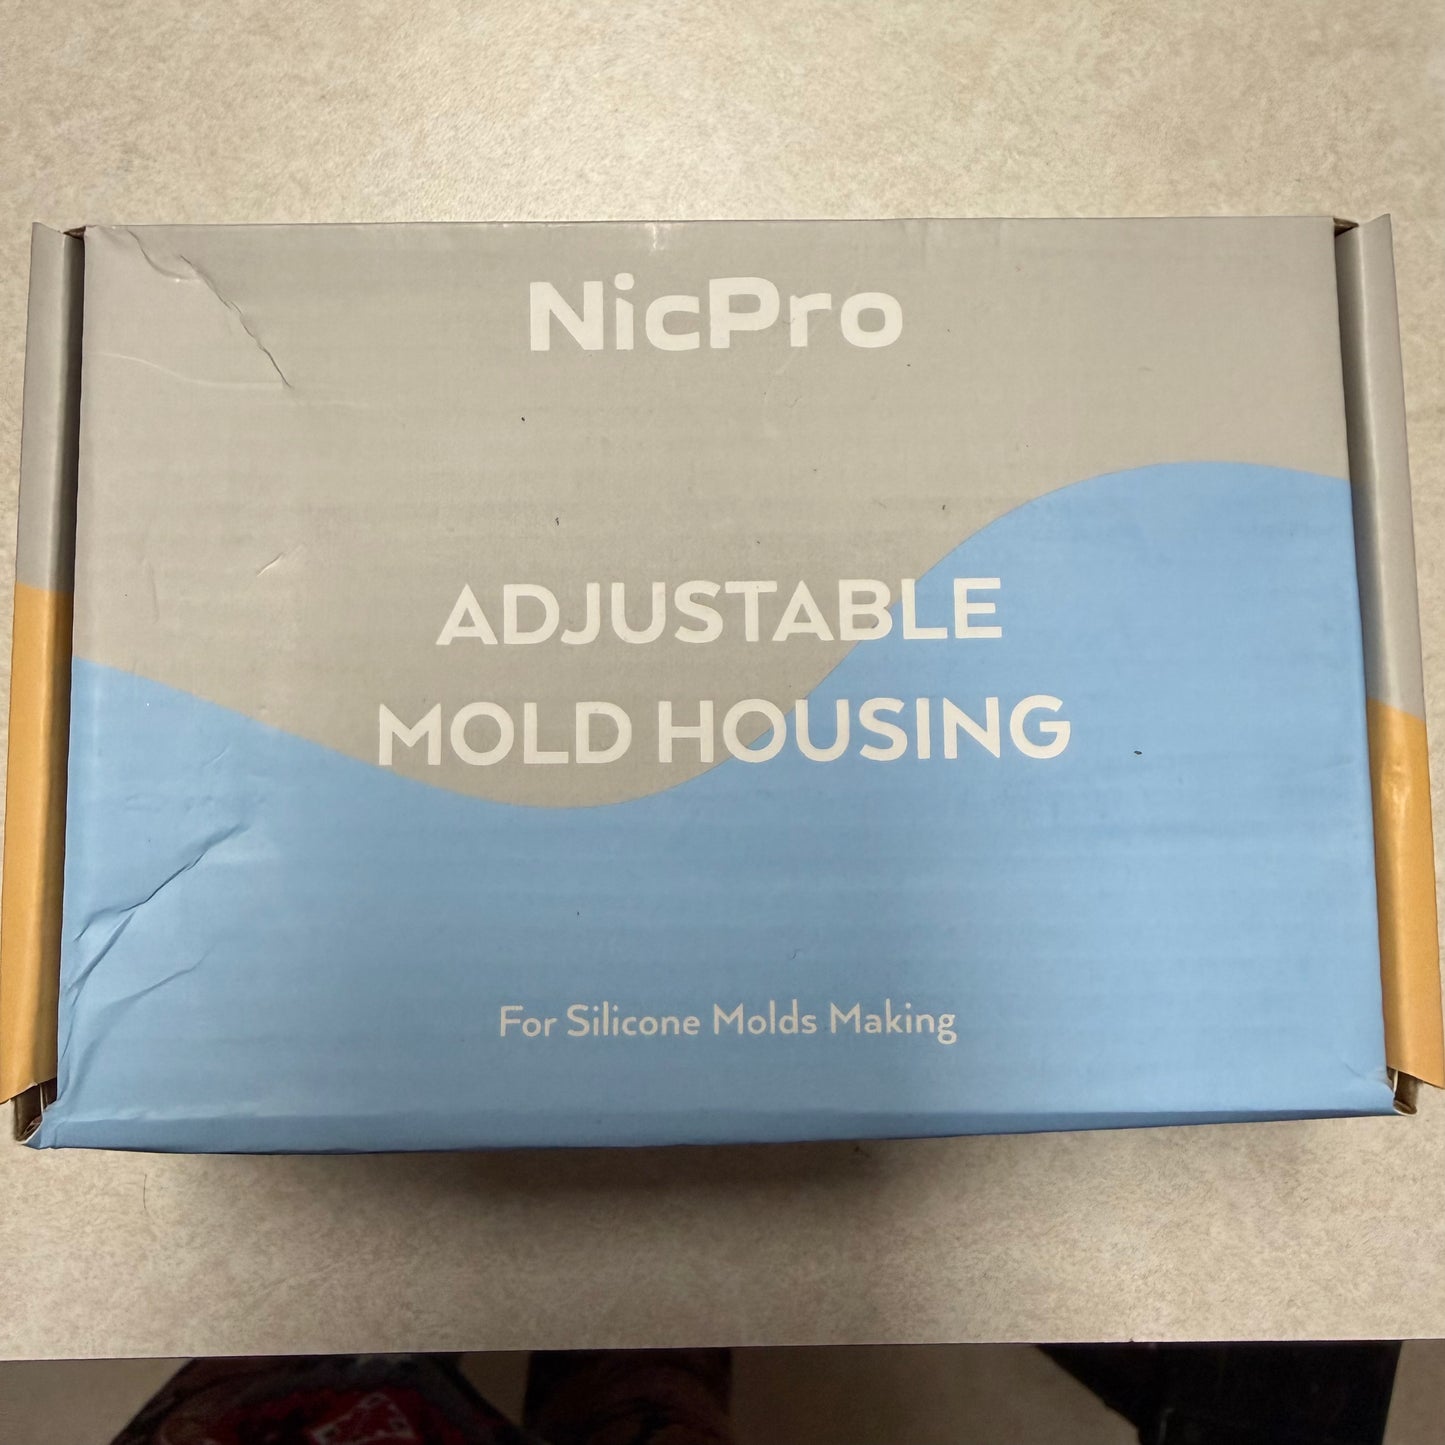 NicPro
ADJUSTABLE
MOLD HOUSING
For Silicone Molds Making